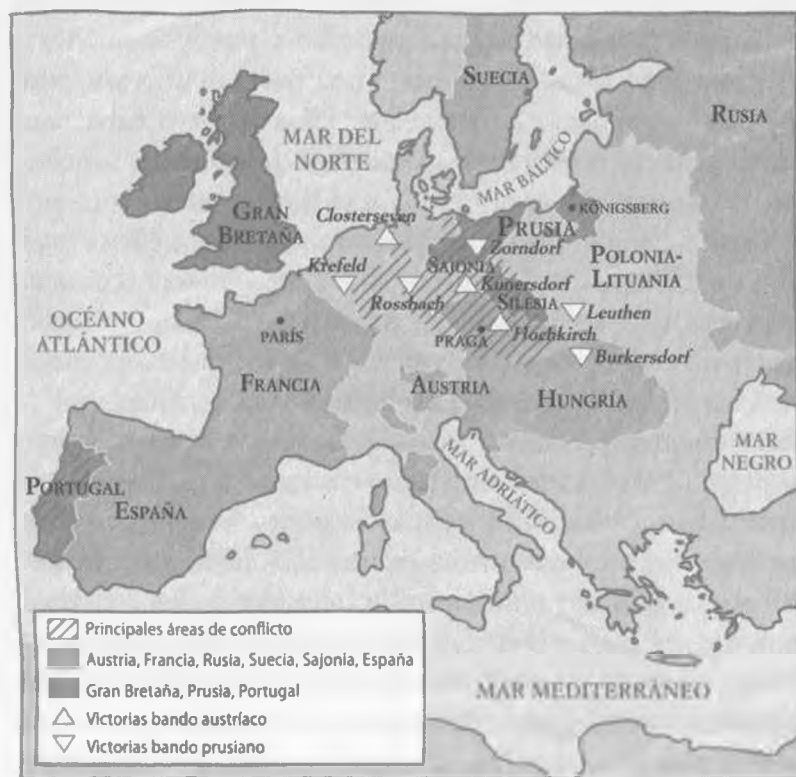 SUECIA
RUSIA
MAR DEL
NORTE
MAR BÁLTICO
GRAN
BRETAÑA
Closterseven
PRUSIA
KÖNIGSBERG
Zorndorf
POLONIA-
LITUANIA
SAJONIA
Krefeld
Rossbach
Kunersdorf
SILESIA
Leuthen
OCÉANO
ATLÁNTICO
PARÍS
PRAGA
Hochkirch
Burkersdorf
FRANCIA
AUSTRIA
HUNGRÍA
MAR
NEGRO
MAR ADRIÁTICO
PORTUGAL
ESPAÑA
MAR MEDITERRÁNEO
Principales áreas de conflicto
Austria, Francia, Rusia, Suecia, Sajonia, España
Gran Bretaña, Prusia, Portugal
Victorias bando austríaco
Victorias bando prusiano